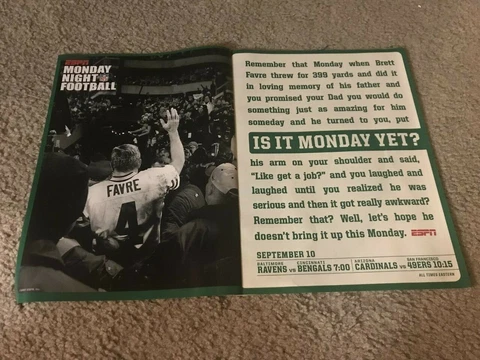 ESPN
MONDAY
NIGHT
FOOTBALL
FAVRE
4
Remember that Monday when Brett
Favre threw for 399 yards and did it
in loving memory of his father and
you promised your Dad you would do
something just as amazing for him
someday and he turned to you, put
IS IT MONDAY YET?
his arm on your shoulder and said,
"Like get a job?" and you laughed and
laughed until you realized he was
serious and then it got really awkward?
Remember that? Well, let's hope he
doesn't bring it up this Monday. ESPN
SEPTEMBER 10
BALTIMORE RAVENS vs CINCINNATI BENGALS 7:00 ARIZONA CARDINALS vs SAN FRANCISCO 49ERS 10:15
ALL TIMES EASTERN